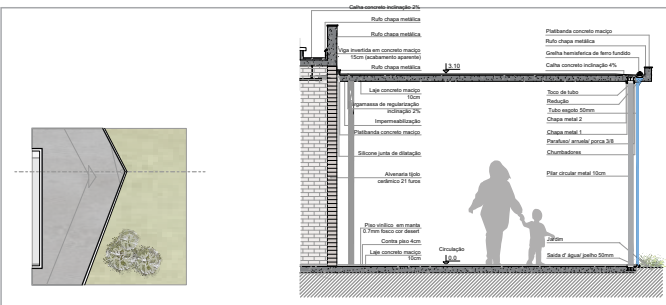 Calha concreto inclinação 2%
Rufo chapa metálica
Rufo chapa metálica
Viga invertida em concreto maciço
15cm (acabamento aparente)
Rufo chapa metálica
Laje concreto maciço
10cm
Argamassa de regularização
inclinação 2%
Impermeabilização
Platibanda concreto maciço
Silicone junta de dilatação
Alvenaria tijolo
cerâmico 21 furos
Piso vinílico em manta
0.7mm fosco cor desert
Contra piso 4cm
Laje concreto maciço
10cm
3.10
Circulação
0.0
Platibanda concreto maciço
Rufo chapa metálica
Grelha hemisférica de ferro fundido
Calha concreto inclinação 4%
Toco de tubo
Redução
Tubo esgoto 50mm
Chapa metal 2
Chapa metal 1
Parafuso/ arruela/ porca 3/8
Chumbadores
Pilar circular metal 10cm
Jardim
Saída d' água/ joelho 50mm